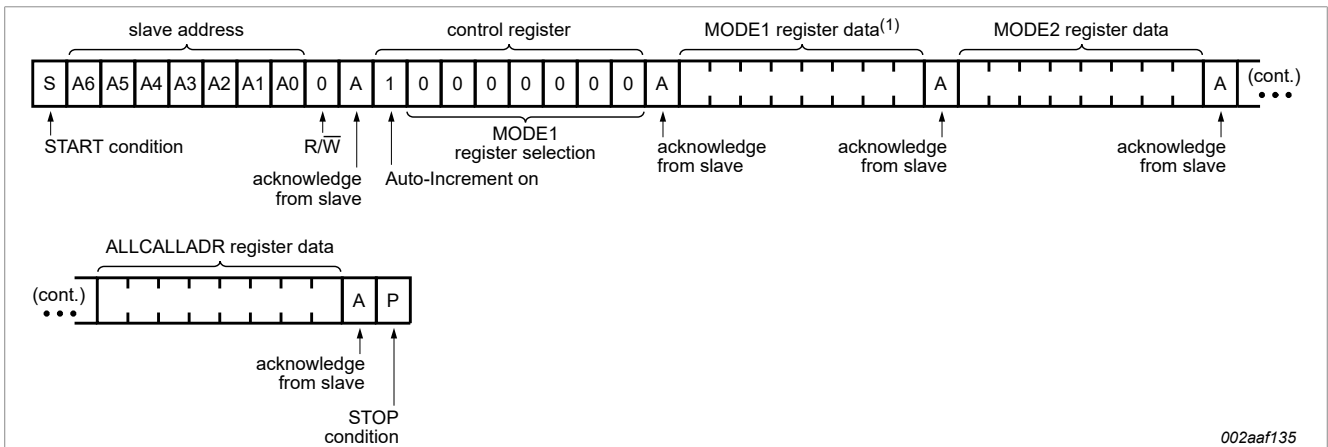 slave address control register MODE1 register data(1) MODE2 register data
S A6 A5 A4 A3 A2 A1 A0 0 A 1 0 0 0 0 0 0 0 A A A (cont.)
START condition R/W̅ MODE1 acknowledge acknowledge acknowledge
register selection from slave from slave from slave
acknowledge Auto-Increment on
from slave
ALLCALLADR register data
(cont.) A P
acknowledge
from slave
STOP
condition
002aaf135